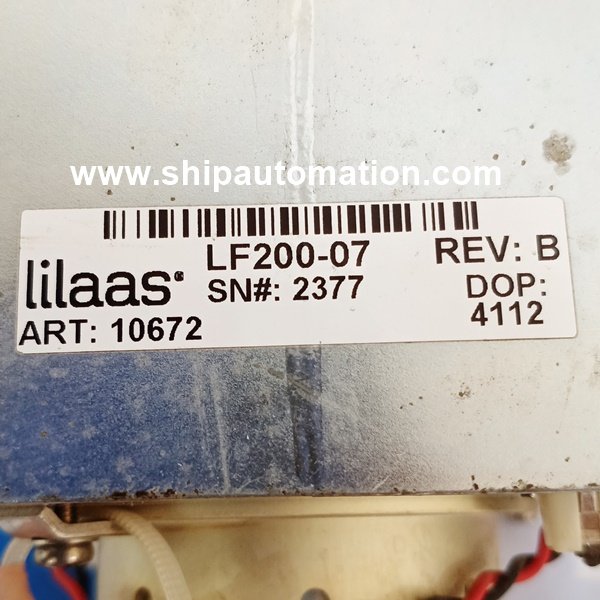 www.shipautomation.com
lilaas
LF200-07
SN#: 2377
REV: B
DOP:
4112
ART: 10672